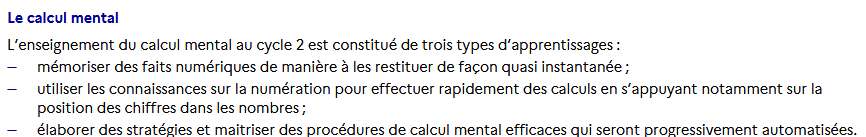 Le calcul mental
L’enseignement du calcul mental au cycle 2 est constitué de trois types d’apprentissages :
– mémoriser des faits numériques de manière à les restituer de façon quasi instantanée ;
– utiliser les connaissances sur la numération pour effectuer rapidement des calculs en s’appuyant notamment sur la
position des chiffres dans les nombres ;
– élaborer des stratégies et maitriser des procédures de calcul mental efficaces qui seront progressivement automatisées.